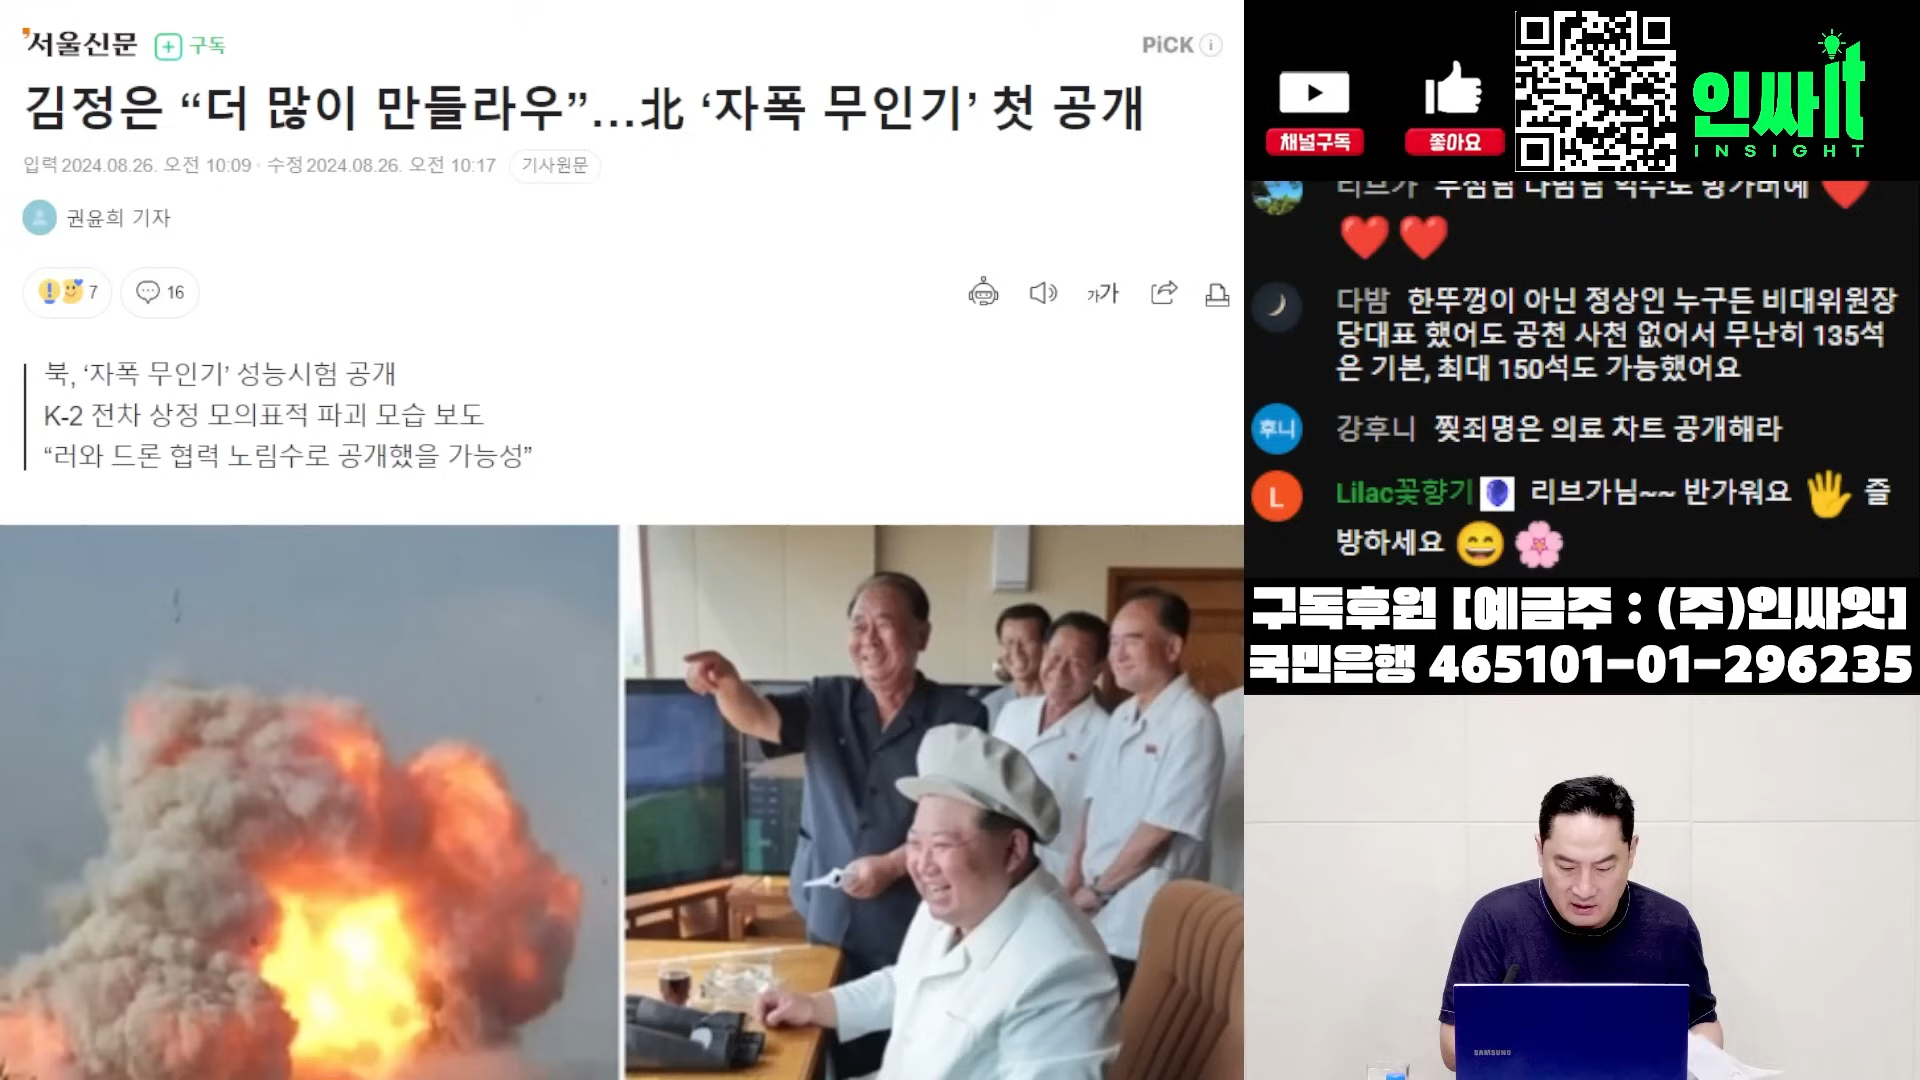 서울신문
구독
PiCK
김정은 “더 많이 만들라우”…北 ‘자폭 무인기’ 첫 공개
입력 2024.08.26. 오전 10:09 · 수정 2024.08.26. 오전 10:17 기사원문
권윤희 기자
7
16
가가
북, ‘자폭 무인기’ 성능시험 공개
K-2 전차 상정 모의표적 파괴 모습 보도
“러와 드론 협력 노림수로 공개했을 가능성”
채널구독
좋아요
인싸it
INSIGHT
리브가
다밤 한뚜껑이 아닌 정상인 누구든 비대위원장
당대표 했어도 공천 사천 없어서 무난히 135석
은 기본, 최대 150석도 가능했어요
후니
강후니 찢죄명은 의료 차트 공개해라
L
Lilac꽃향기 리브가님~~ 반가워요 즐
방하세요
구독후원 [예금주 : (주)인싸잇]
국민은행 465101-01-296235
SAMSUNG